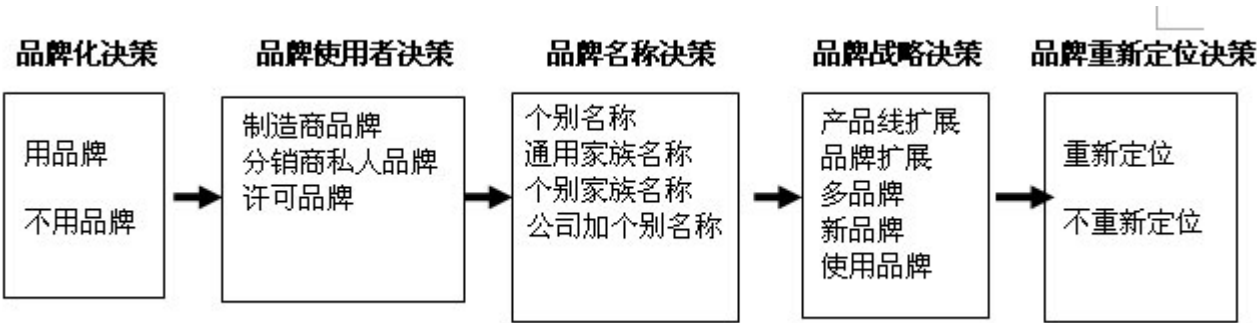 品牌化决策
品牌使用者决策
品牌名称决策
品牌战略决策
品牌重新定位决策
用品牌
不用品牌
制造商品牌
分销商私人品牌
许可品牌
个别名称
通用家族名称
个别家族名称
公司加个别名称
产品线扩展
品牌扩展
多品牌
新品牌
使用品牌
重新定位
不重新定位